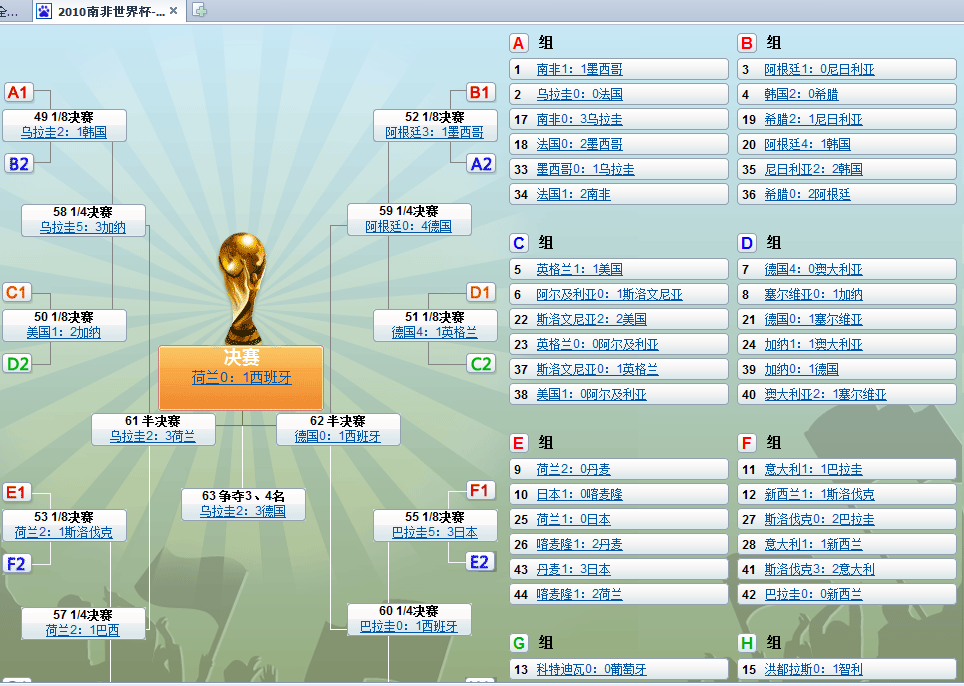 全...
2010南非世界杯-...
A1
49 1/8决赛
乌拉圭2：1韩国
B2
58 1/4决赛
乌拉圭5：3加纳
C1
50 1/8决赛
美国1：2加纳
D2
B1
52 1/8决赛
阿根廷3：1墨西哥
A2
59 1/4决赛
阿根廷0：4德国
D1
51 1/8决赛
德国4：1英格兰
C2
决赛
荷兰0：1西班牙
61 半决赛
乌拉圭2：3荷兰
62 半决赛
德国0：1西班牙
63 争夺3、4名
乌拉圭2：3德国
E1
53 1/8决赛
荷兰2：1斯洛伐克
F2
57 1/4决赛
荷兰2：1巴西
F1
55 1/8决赛
巴拉圭5：3日本
E2
60 1/4决赛
巴拉圭0：1西班牙
A 组
1 南非1：1墨西哥
2 乌拉圭0：0法国
17 南非0：3乌拉圭
18 法国0：2墨西哥
33 墨西哥0：1乌拉圭
34 法国1：2南非
B 组
3 阿根廷1：0尼日利亚
4 韩国2：0希腊
19 希腊2：1尼日利亚
20 阿根廷4：1韩国
35 尼日利亚2：2韩国
36 希腊0：2阿根廷
C 组
5 英格兰1：1美国
6 阿尔及利亚0：1斯洛文尼亚
22 斯洛文尼亚2：2美国
23 英格兰0：0阿尔及利亚
37 斯洛文尼亚0：1英格兰
38 美国1：0阿尔及利亚
D 组
7 德国4：0澳大利亚
8 塞尔维亚0：1加纳
21 德国0：1塞尔维亚
24 加纳1：1澳大利亚
39 加纳0：1德国
40 澳大利亚2：1塞尔维亚
E 组
9 荷兰2：0丹麦
10 日本1：0喀麦隆
25 荷兰1：0日本
26 喀麦隆1：2丹麦
43 丹麦1：3日本
44 喀麦隆1：2荷兰
F 组
11 意大利1：1巴拉圭
12 新西兰1：1斯洛伐克
27 斯洛伐克0：2巴拉圭
28 意大利1：1新西兰
41 斯洛伐克3：2意大利
42 巴拉圭0：0新西兰
G 组
13 科特迪瓦0：0葡萄牙
H 组
15 洪都拉斯0：1智利